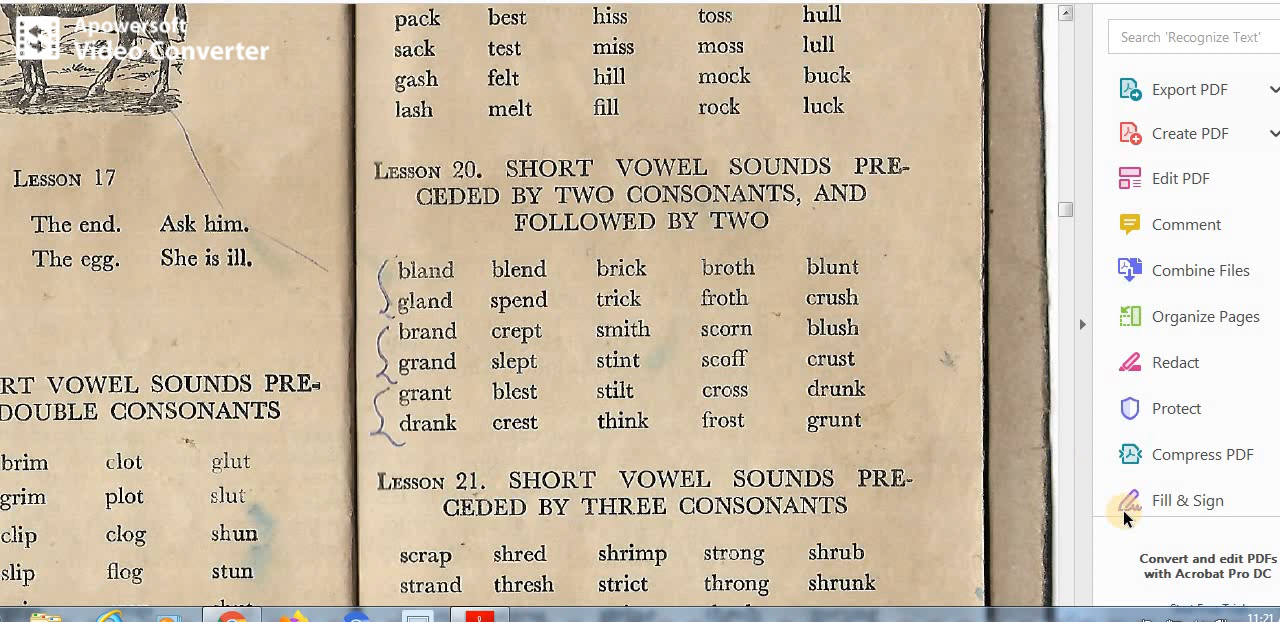 Apowersoft
Video Converter
LESSON 17
The end. Ask him.
The egg. She is ill.
RT VOWEL SOUNDS PRE-
DOUBLE CONSONANTS
brim clot glut
grim plot slut
clip clog shun
slip flog stun
pack best hiss toss hull
sack test miss moss lull
gash felt hill mock buck
lash melt fill rock luck
LESSON 20. SHORT VOWEL SOUNDS PRE-
CEDED BY TWO CONSONANTS, AND
FOLLOWED BY TWO
bland blend brick broth blunt
gland spend trick froth crush
brand crept smith scorn blush
grand slept stint scoff crust
grant blest stilt cross drunk
drank crest think frost grunt
LESSON 21. SHORT VOWEL SOUNDS PRE-
CEDED BY THREE CONSONANTS
scrap shred shrimp strong shrub
strand thresh strict throng shrunk
Search 'Recognize Text'
Export PDF
Create PDF
Edit PDF
Comment
Combine Files
Organize Pages
Redact
Protect
Compress PDF
Fill & Sign
Convert and edit PDFs
with Acrobat Pro DC
11:21